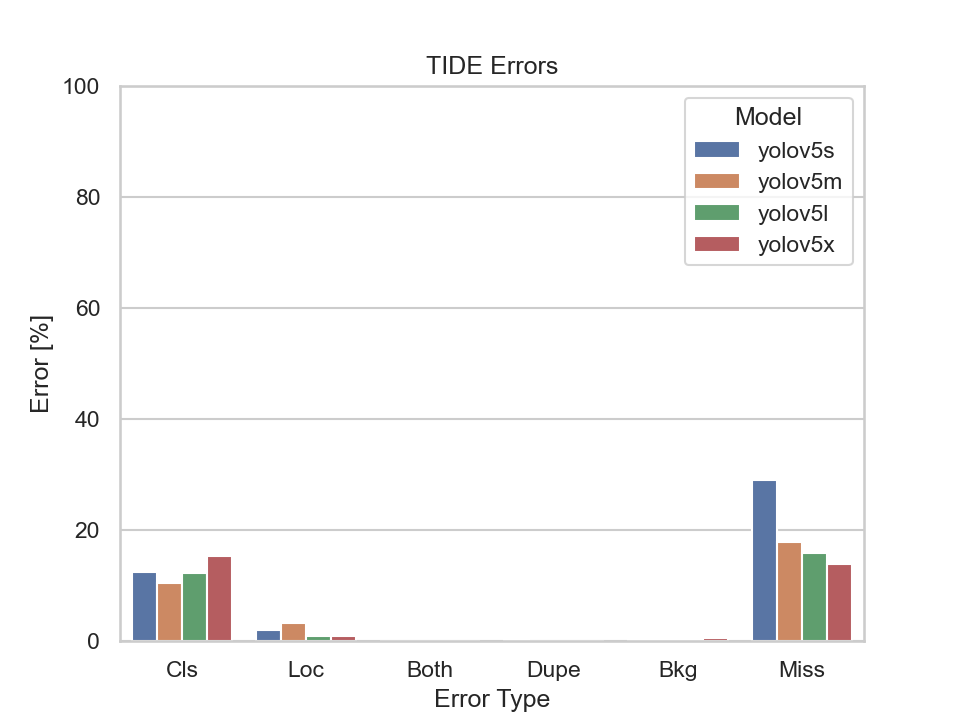 TIDE Errors
100
80
60
40
20
0
Error [%]
Model
yolov5s
yolov5m
yolov5l
yolov5x
Cls Loc Both Dupe Bkg Miss
Error Type